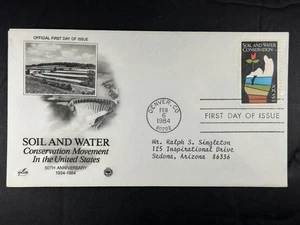 OFFICIAL FIRST DAY OF ISSUE
SOIL AND WATER
CONSERVATION
USA 20c
DENVER, CO
FEB
6
1984
80202
FIRST DAY OF ISSUE
SOIL AND WATER
Conservation Movement
In the United States
50TH ANNIVERSARY
1934-1984
Mr. Ralph S. Singleton
115 Inspirational Drive
Sedona, Arizona 86336